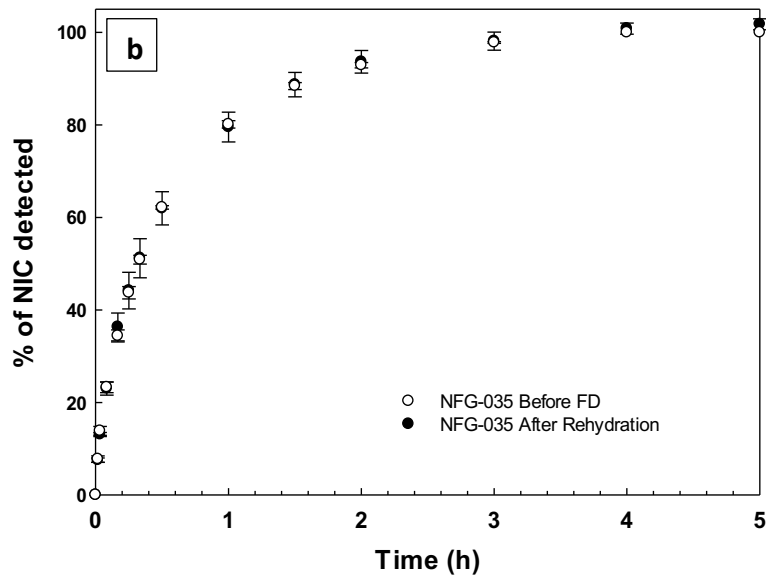 b
% of NIC detected
100
80
60
40
20
0
NFG-035 Before FD
NFG-035 After Rehydration
0 1 2 3 4 5
Time (h)